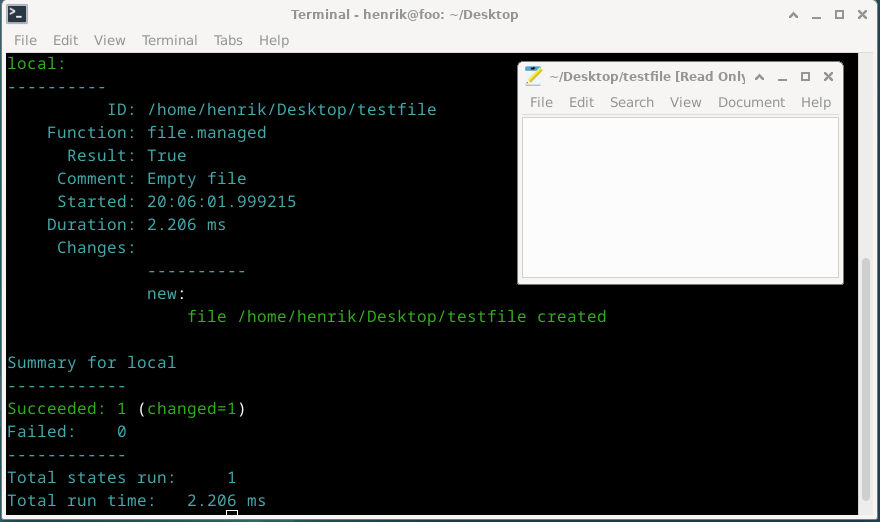 Terminal - henrik@foo: ~/Desktop
File Edit View Terminal Tabs Help
local:
----------
ID: /home/henrik/Desktop/testfile
Function: file.managed
Result: True
Comment: Empty file
Started: 20:06:01.999215
Duration: 2.206 ms
Changes:
----------
new:
file /home/henrik/Desktop/testfile created
Summary for local
------------
Succeeded: 1 (changed=1)
Failed:    0
------------
Total states run:     1
Total run time:   2.206 ms
~/Desktop/testfile [Read Only
File Edit Search View Document Help